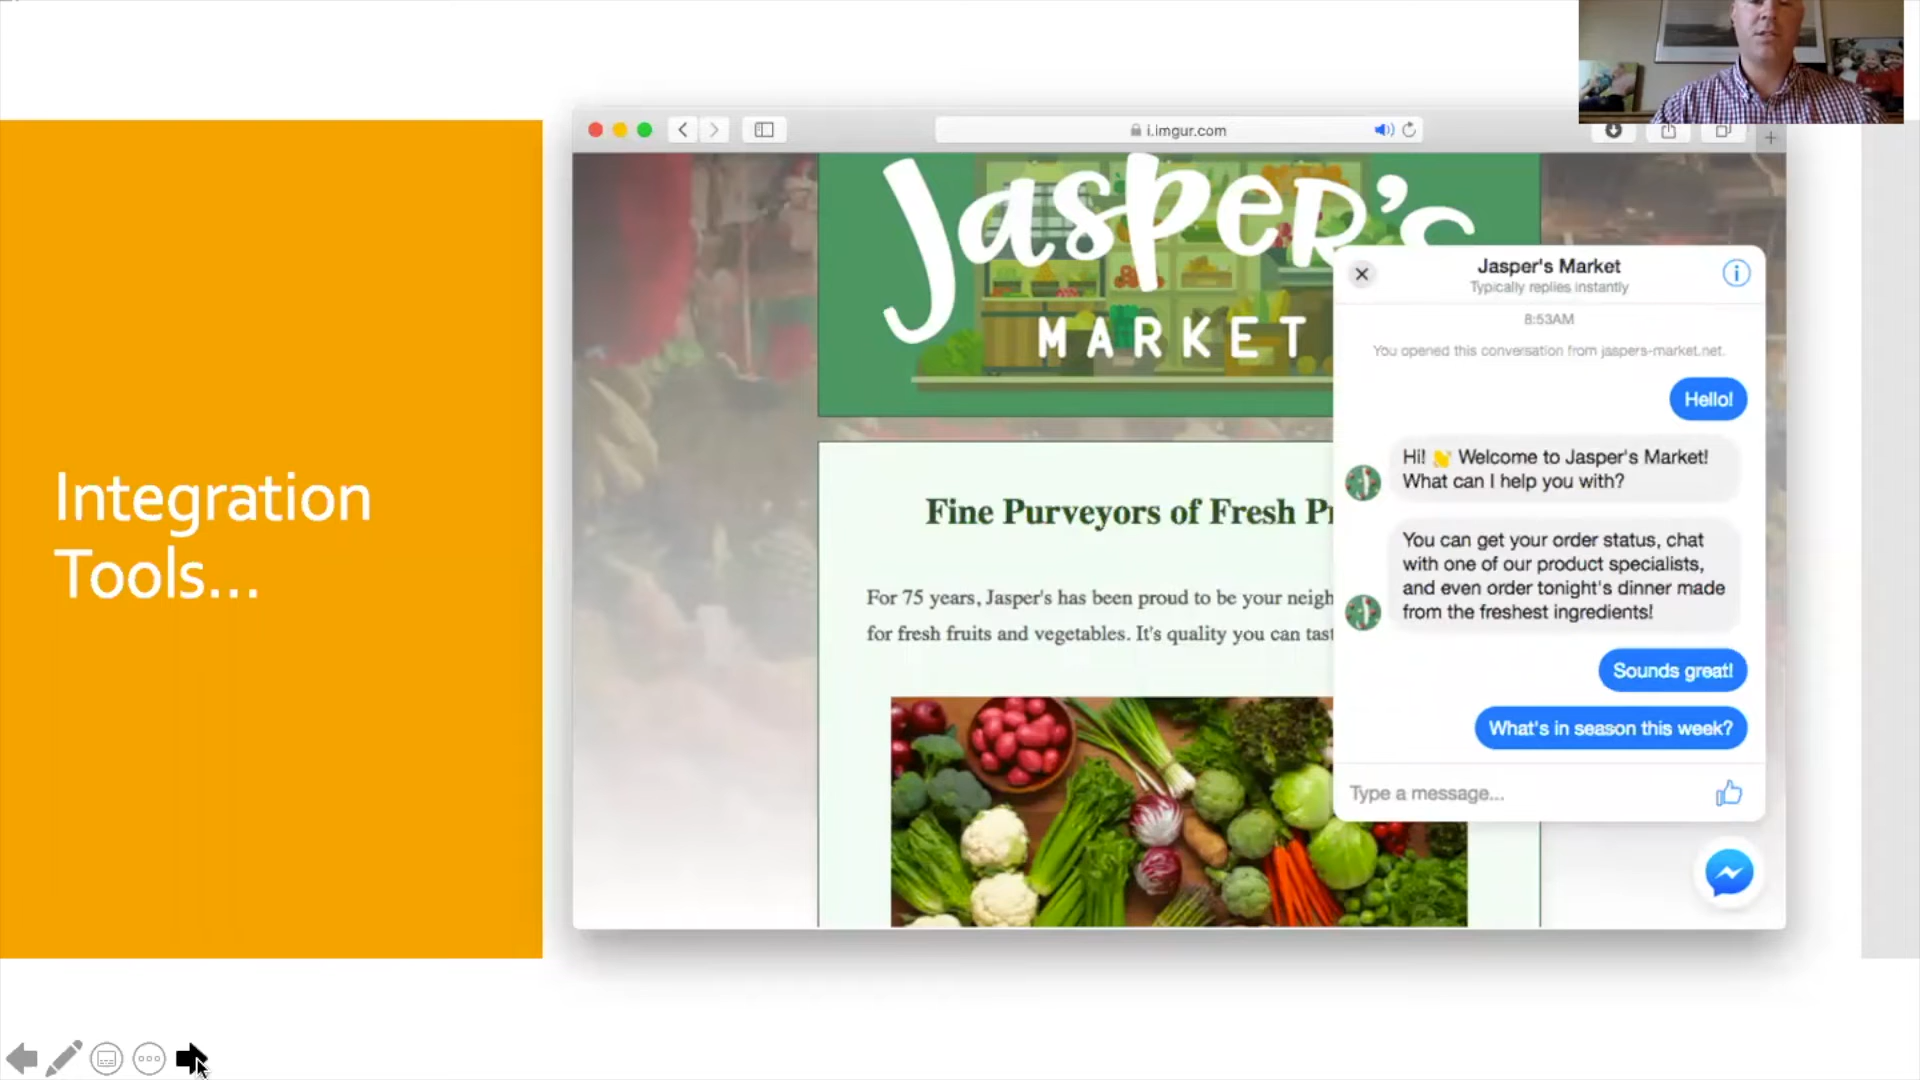 Integration
Tools...
i.imgur.com
Jasper's
MARKET
Fine Purveyors of Fresh
For 75 years, Jasper's has been proud to be your
for fresh fruits and vegetables. It's quality you can
Jasper's Market
Typically replies instantly
8:53AM
You opened this conversation from jaspers-market.net.
Hello!
Hi! 👋 Welcome to Jasper's Market!
What can I help you with?
You can get your order status, chat
with one of our product specialists,
and even order tonight's dinner made
from the freshest ingredients!
Sounds great!
What's in season this week?
Type a message...